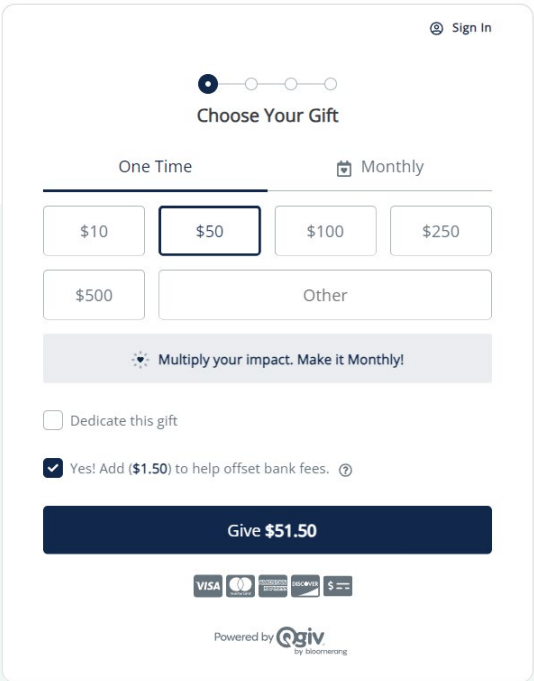 Sign In
Choose Your Gift
One Time
Monthly
$10
$50
$100
$250
$500
Other
Multiply your impact. Make it Monthly!
Dedicate this gift
Yes! Add ($1.50) to help offset bank fees. ?
Give $51.50
VISA
DISCOVER
Powered by Qgiv
by bloomerang